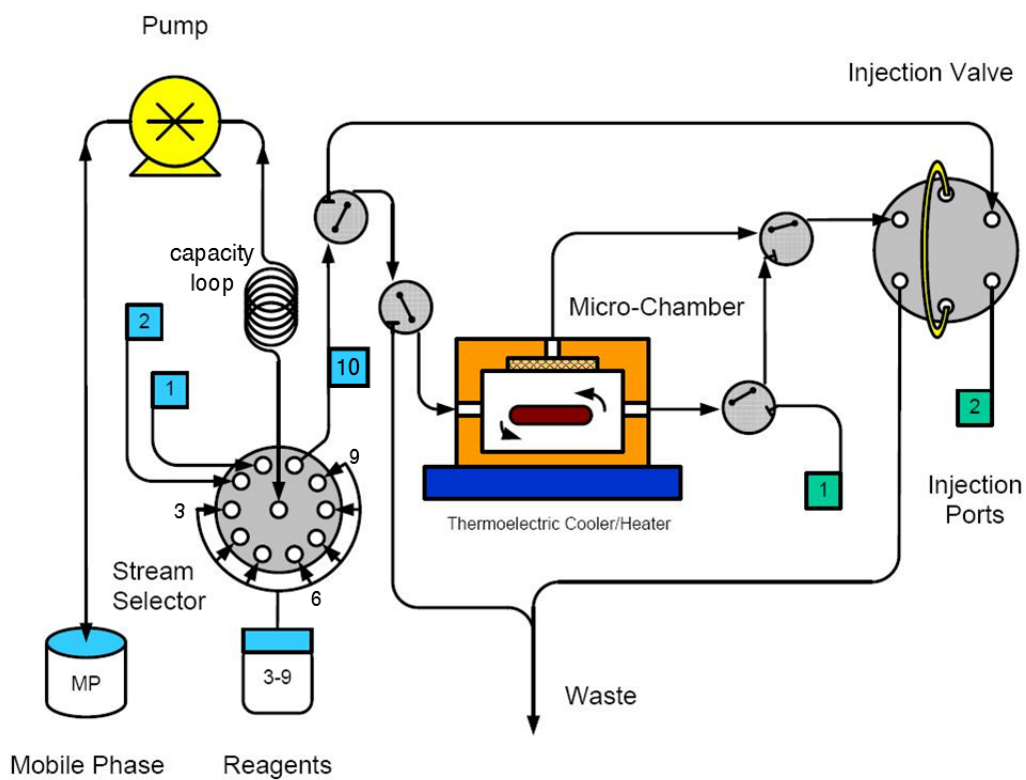 Pump
Injection Valve
capacity
loop
2
1
10
Micro-Chamber
9
3
6
Thermoelectric Cooler/Heater
1
2
Injection
Ports
Stream
Selector
MP
3-9
Waste
Mobile Phase
Reagents